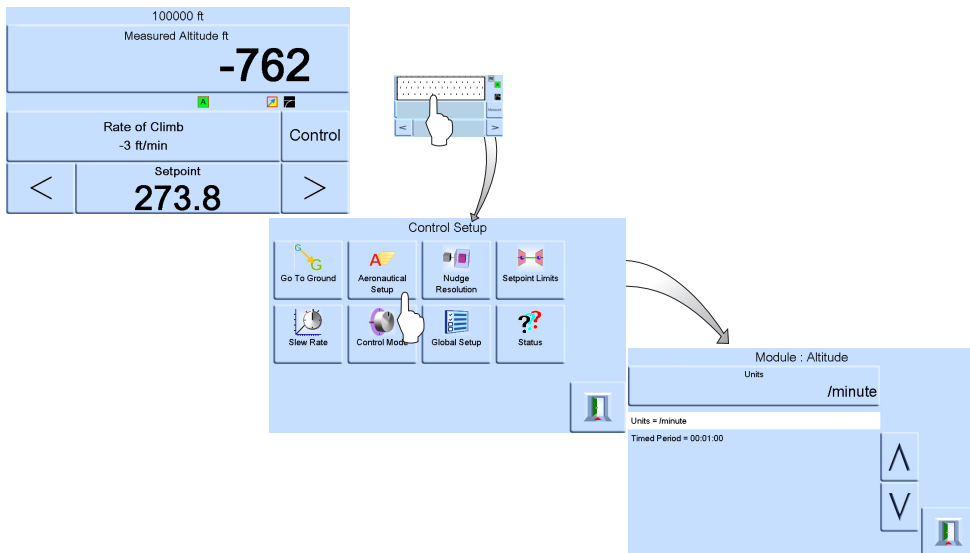 100000 ft
Measured Altitude ft
-762
A
Rate of Climb
-3 ft/min
Control
<
Setpoint
273.8
>
A
Measure
<
>
Control Setup
G
G
Go To Ground
A
Aeronautical
Setup
Nudge
Resolution
Setpoint Limits
Slew Rate
Control Mode
Global Setup
???
Status
Module : Altitude
Units
/minute
Units = /minute
Timed Period = 00:01:00